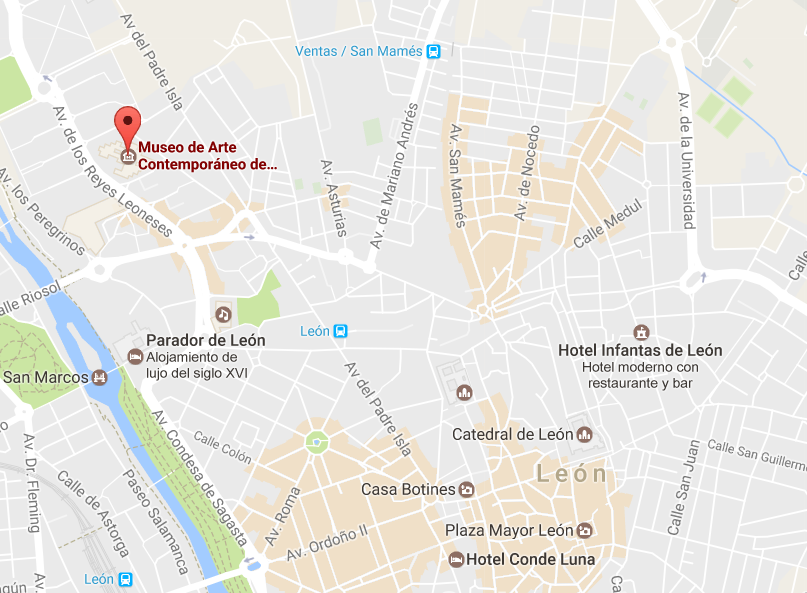 Av. del Padre Isla
Ventas / San Mamés
Museo de Arte
Contemporáneo de...
Av. de los Reyes Leoneses
Av. los Peregrinos
Av. Asturias
Av. de Mariano Andrés
Av. San Mamés
Av. de Nocedo
Av. de la Universidad
Calle Medul
Calle
Calle Riosol
León
Parador de León
Alojamiento de
lujo del siglo XVI
Hotel Infantas de León
Hotel moderno con
restaurante y bar
San Marcos
Av del Padre Isla
Catedral de León
León
Calle Colón
Av. Condesa de Sagasta
Calle San Guillerm
Calle San Juan
Casa Botines
Av. Roma
Av. Ordoño II
Plaza Mayor León
Hotel Conde Luna
Av. Dr. Fleming
Calle de Astorga
Paseo Salamanca
León
Av.